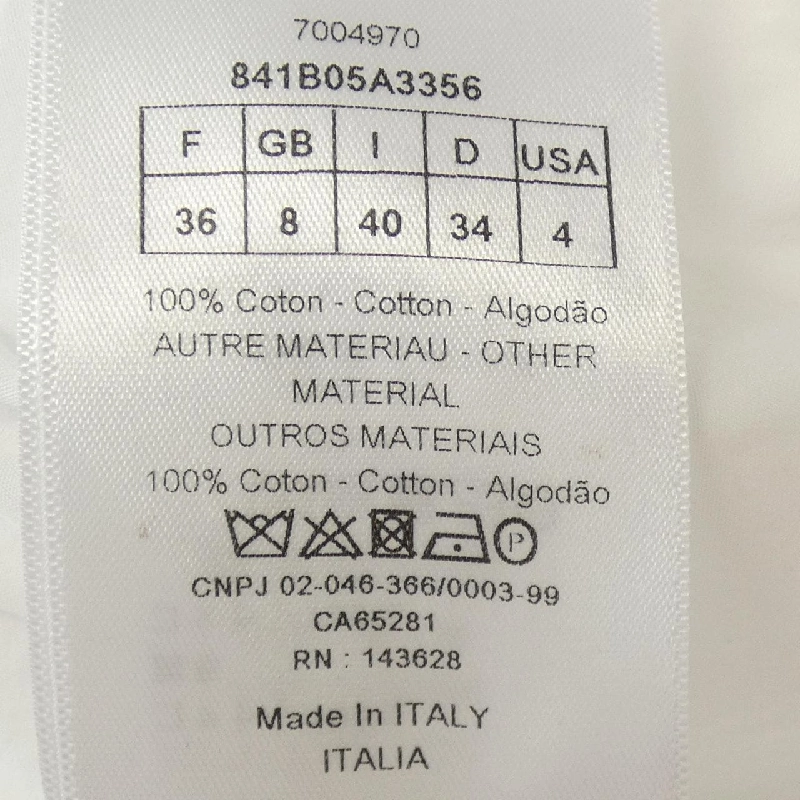 7004970
841B05A3356
F GB I D USA
36 8 40 34 4
100% Coton - Cotton - Algodão
AUTRE MATERIAU - OTHER
MATERIAL
OUTROS MATERIAIS
100% Coton - Cotton - Algodão
P
CNPJ 02-046-366/0003-99
CA65281
RN : 143628
Made In ITALY
ITALIA